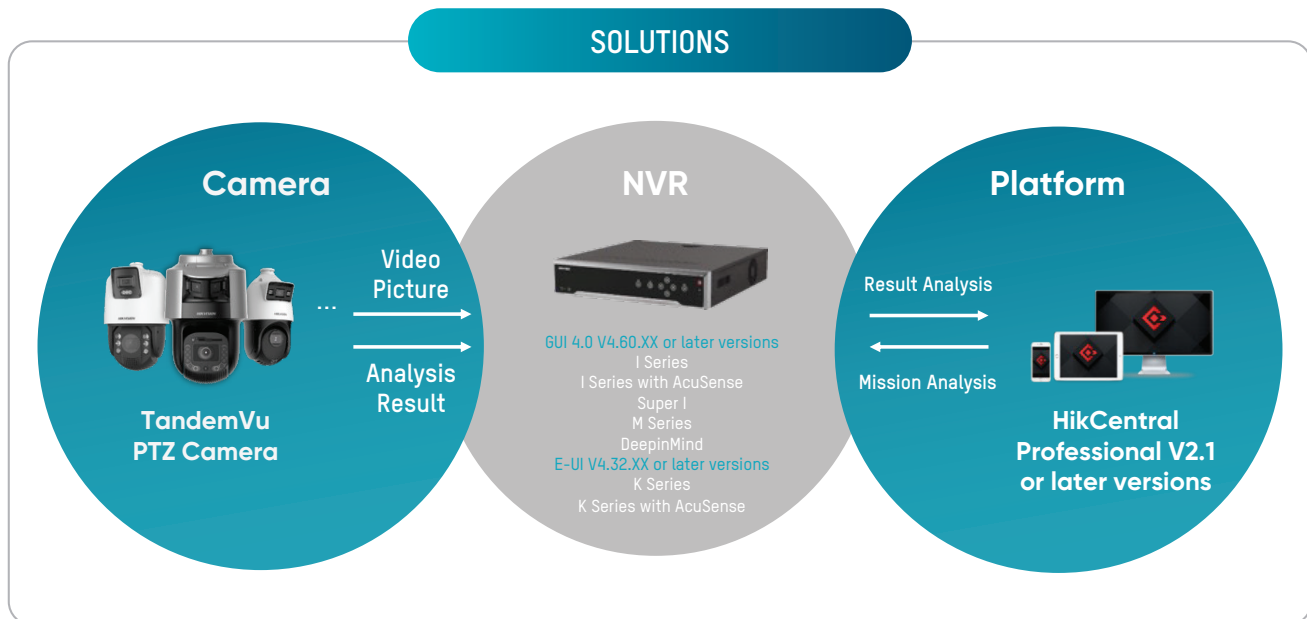 SOLUTIONS
Camera
...
Video
Picture
Analysis
Result
TandemVu
PTZ Camera
NVR
GUI 4.0 V4.60.XX or later versions
I Series
I Series with AcuSense
Super I
M Series
DeepinMind
E-UI V4.32.XX or later versions
K Series
K Series with AcuSense
Platform
Result Analysis
Mission Analysis
HikCentral
Professional V2.1
or later versions